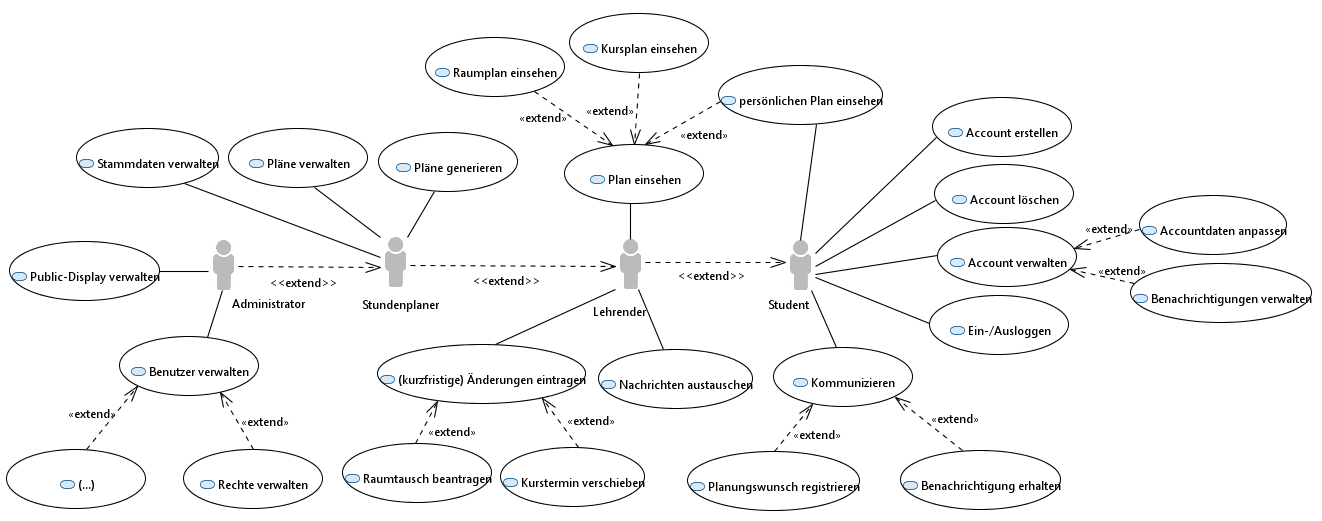 Kursplan einsehen
Raumplan einsehen
persönlichen Plan einsehen
«extend»
«extend»
«extend»
Account erstellen
Stammdaten verwalten
Pläne verwalten
Pläne generieren
Plan einsehen
Account löschen
«extend»
Accountdaten anpassen
Account verwalten
«extend»
Benachrichtigungen verwalten
Public-Display verwalten
<<extend>>
<<extend>>
<<extend>>
Administrator
Stundenplaner
Lehrender
Student
Ein-/Ausloggen
Benutzer verwalten
(kurzfristige) Änderungen eintragen
Nachrichten austauschen
Kommunizieren
«extend»
«extend»
«extend»
«extend»
«extend»
«extend»
(...)
Rechte verwalten
Raumtausch beantragen
Kurstermin verschieben
Planungswunsch registrieren
Benachrichtigung erhalten